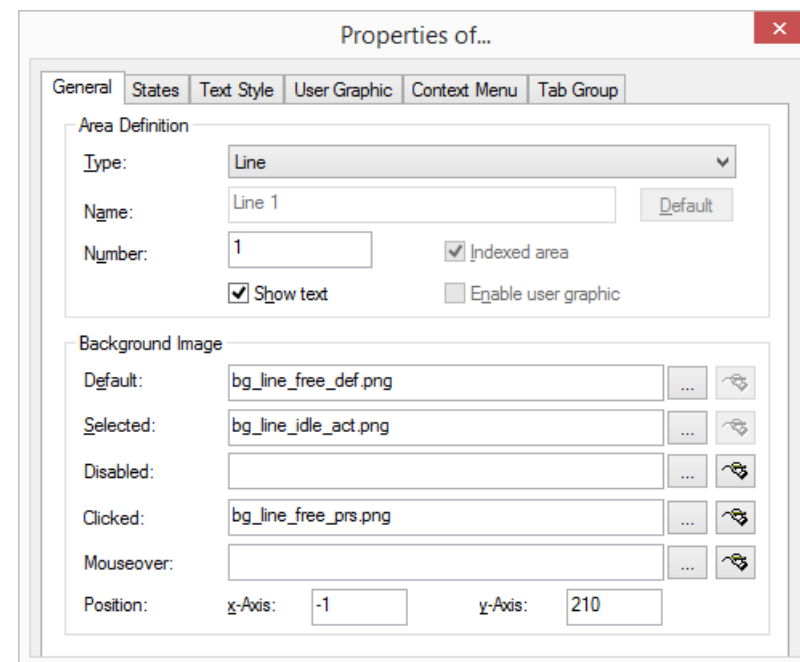 Properties of...
General States Text Style User Graphic Context Menu Tab Group
Area Definition
Type: Line
Name: Line 1 Default
Number: 1 Indexed area
Show text Enable user graphic
Background Image
Default: bg_line_free_def.png ...
Selected: bg_line_idle_act.png ...
Disabled: ...
Clicked: bg_line_free_prs.png ...
Mouseover: ...
Position: x-Axis: -1 y-Axis: 210